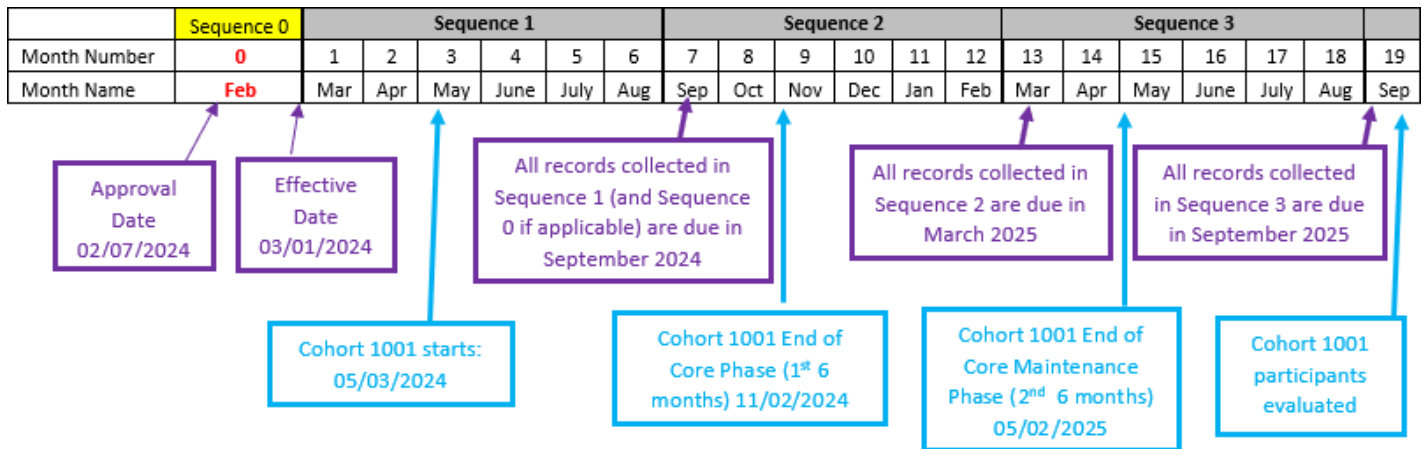 Sequence 0 Sequence 1 Sequence 2 Sequence 3
Month Number 0 1 2 3 4 5 6 7 8 9 10 11 12 13 14 15 16 17 18 19
Month Name Feb Mar Apr May June July Aug Sep Oct Nov Dec Jan Feb Mar Apr May June July Aug Sep
Approval
Date
02/07/2024
Effective
Date
03/01/2024
All records collected in
Sequence 1 (and Sequence
0 if applicable) are due in
September 2024
All records collected in
Sequence 2 are due in
March 2025
All records collected
in Sequence 3 are due
in September 2025
Cohort 1001 starts:
05/03/2024
Cohort 1001 End of
Core Phase (1st 6
months) 11/02/2024
Cohort 1001 End of
Core Maintenance
Phase (2nd 6 months)
05/02/2025
Cohort 1001
participants
evaluated